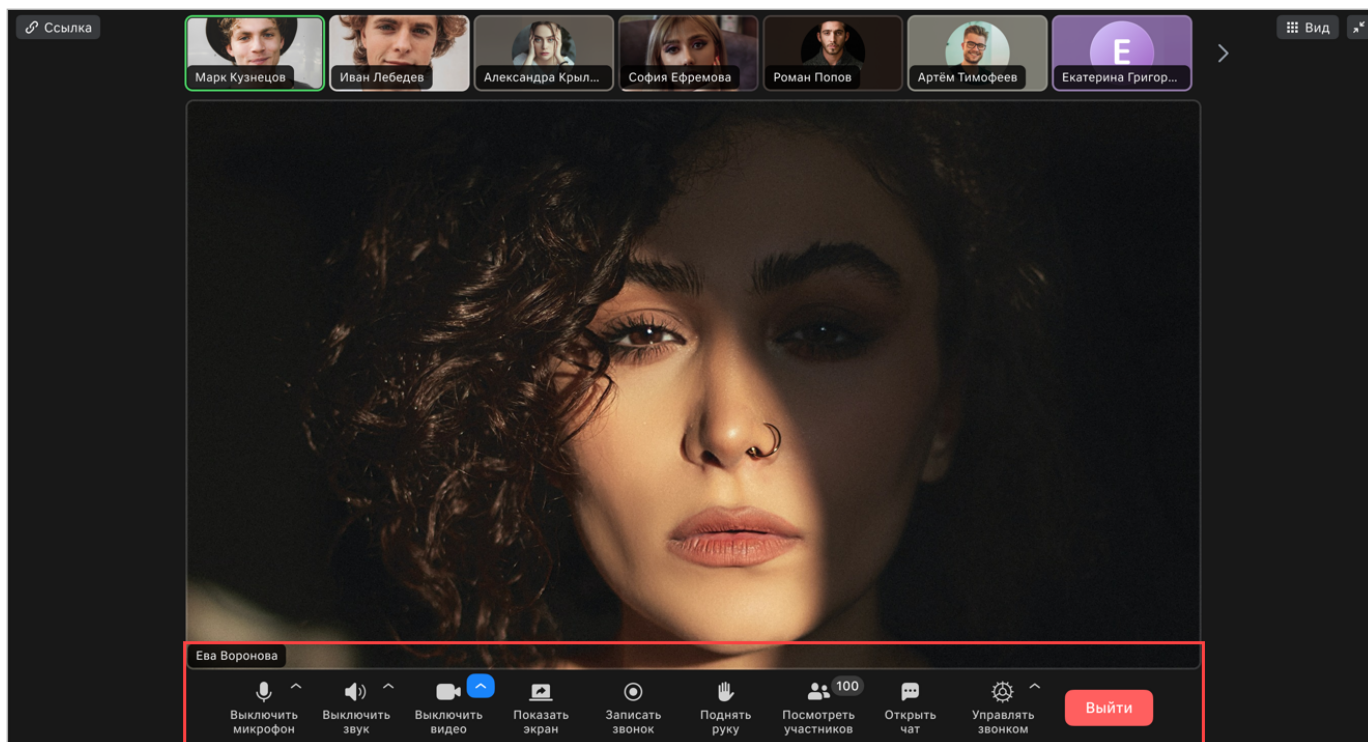 Ссылка
Вид
Марк Кузнецов
Иван Лебедев
Александра Крыл...
София Ефремова
Роман Попов
Артём Тимофеев
E
Екатерина Григор...
Ева Воронова
100
Выключить
микрофон
Выключить
звук
Выключить
видео
Показать
экран
Записать
звонок
Поднять
руку
Посмотреть
участников
Открыть
чат
Управлять
звонком
Выйти